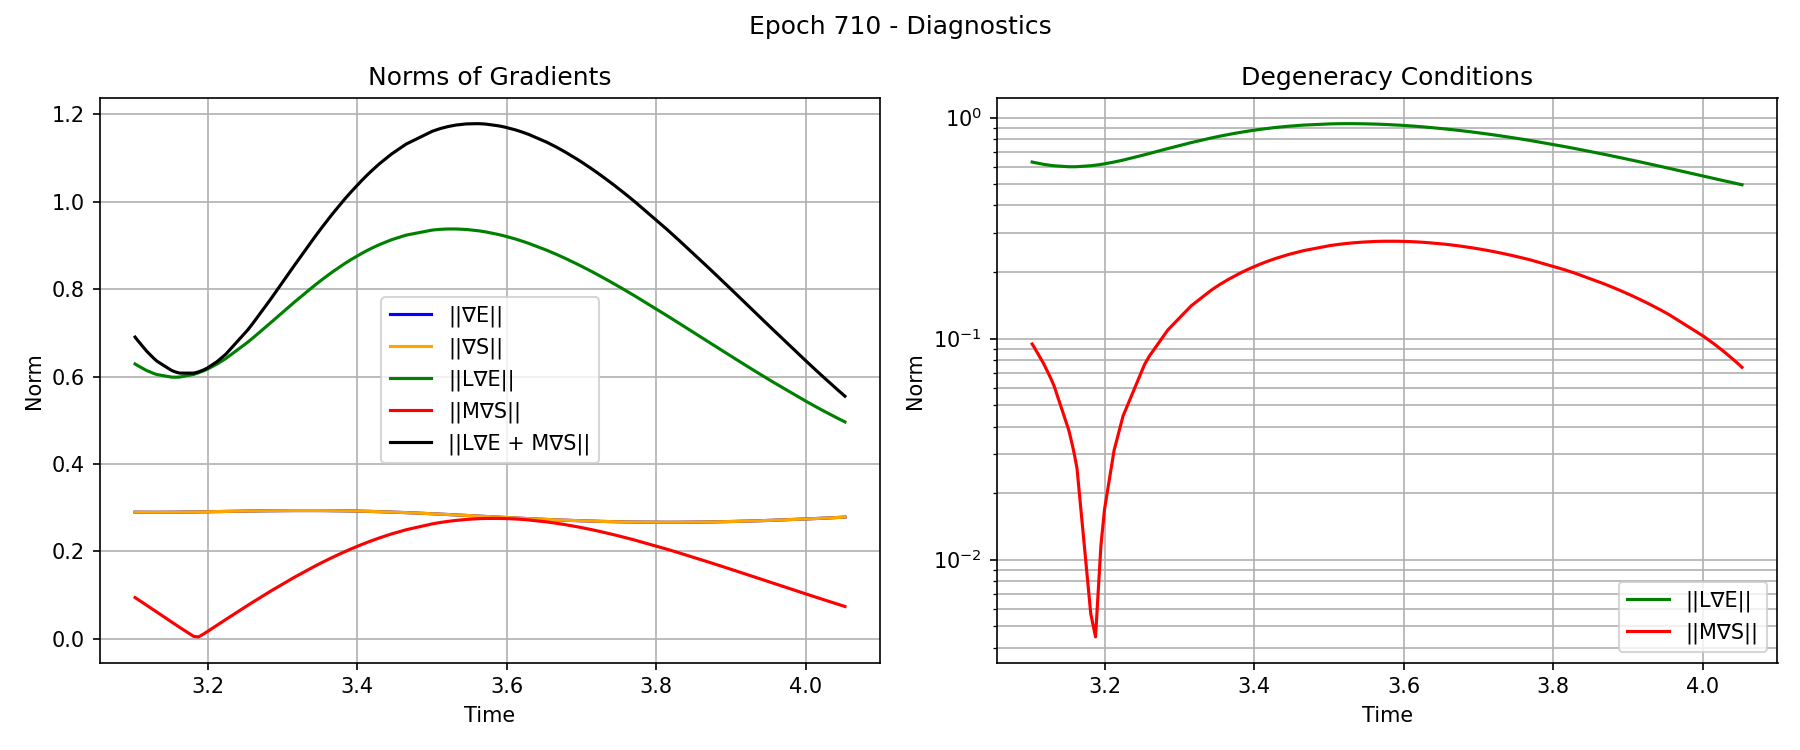 Epoch 710 - Diagnostics
Norms of Gradients
Norm
1.2
1.0
0.8
0.6
0.4
0.2
0.0
||∇E||
||∇S||
||L∇E||
||M∇S||
||L∇E + M∇S||
3.2 3.4 3.6 3.8 4.0
Time
Degeneracy Conditions
Norm
10⁰
10⁻¹
10⁻²
||L∇E||
||M∇S||
3.2 3.4 3.6 3.8 4.0
Time